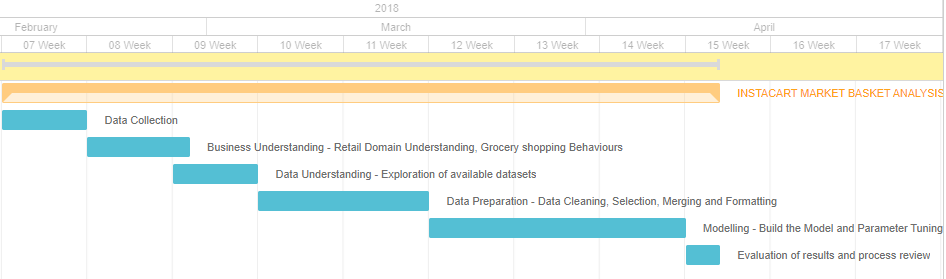 2018
February March April
07 Week 08 Week 09 Week 10 Week 11 Week 12 Week 13 Week 14 Week 15 Week 16 Week 17 Week
INSTACART MARKET BASKET ANALYSIS
Data Collection
Business Understanding - Retail Domain Understanding, Grocery shopping Behaviours
Data Understanding - Exploration of available datasets
Data Preparation - Data Cleaning, Selection, Merging and Formatting
Modelling - Build the Model and Parameter Tuning
Evaluation of results and process review